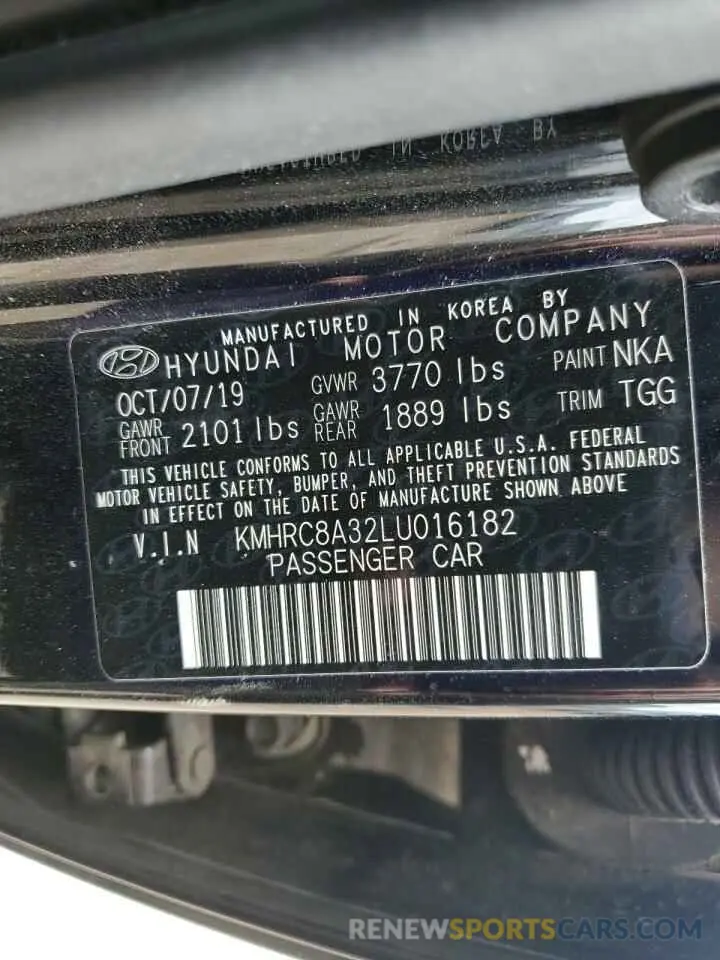 MANUFACTURED IN KOREA BY
HYUNDAI MOTOR COMPANY
OCT/07/19 GVWR 3770 lbs PAINT NKA
GAWR FRONT 2101 lbs GAWR REAR 1889 lbs TRIM TGG
THIS VEHICLE CONFORMS TO ALL APPLICABLE U.S.A. FEDERAL
MOTOR VEHICLE SAFETY, BUMPER, AND THEFT PREVENTION STANDARDS
IN EFFECT ON THE DATE OF MANUFACTURE SHOWN ABOVE
V.I.N KMHRC8A32LU016182
PASSENGER CAR
RENEWSPORTSCARS.COM